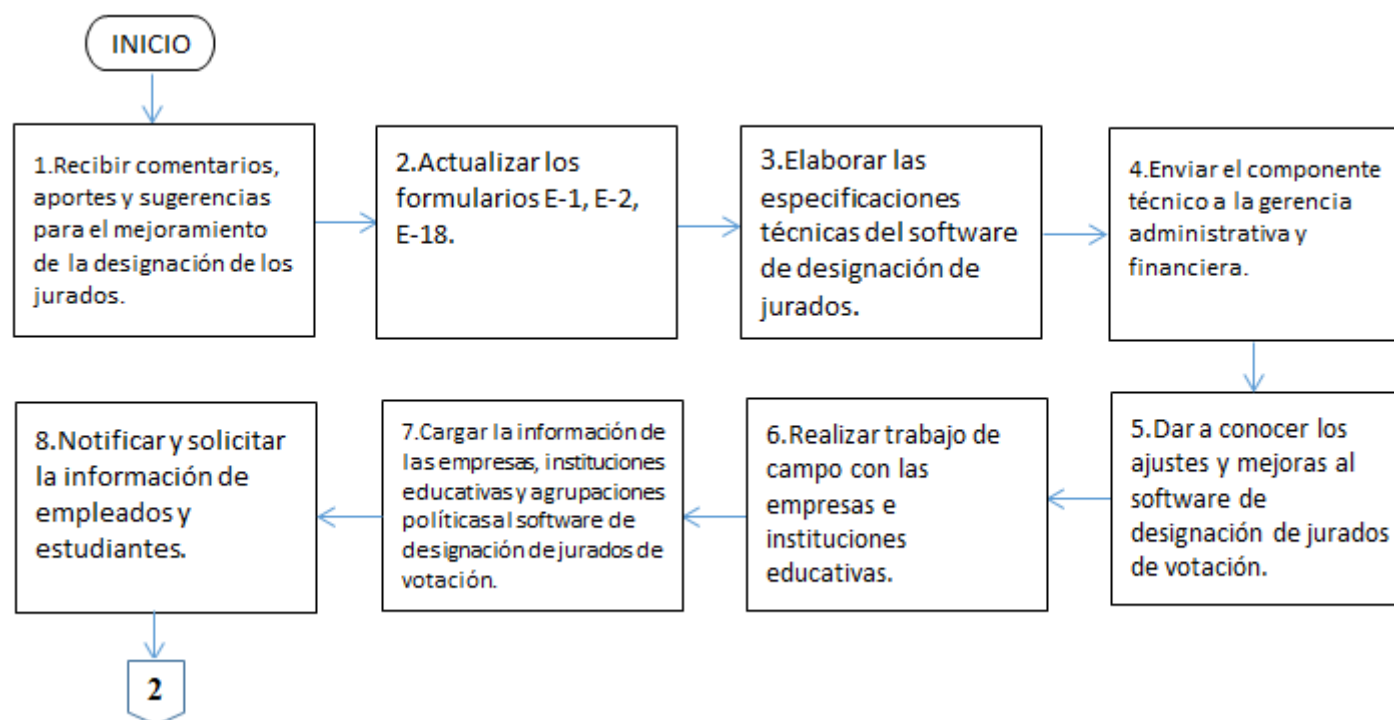 INICIO
1.Recibir comentarios,
aportes y sugerencias
para el mejoramiento
de la designación de los
jurados.
2.Actualizar los
formularios E-1, E-2,
E-18.
3.Elaborar las
especificaciones
técnicas del software
de designación de
jurados.
4.Enviar el componente
técnico a la gerencia
administrativa y
financiera.
5.Dar a conocer los
ajustes y mejoras al
software de
designación de jurados
de votación.
6.Realizar trabajo de
campo con las
empresas e
instituciones
educativas.
7.Cargar la información de
las empresas, instituciones
educativas y agrupaciones
políticas al software de
designación de jurados de
votación.
8.Notificar y solicitar
la información de
empleados y
estudiantes.
2